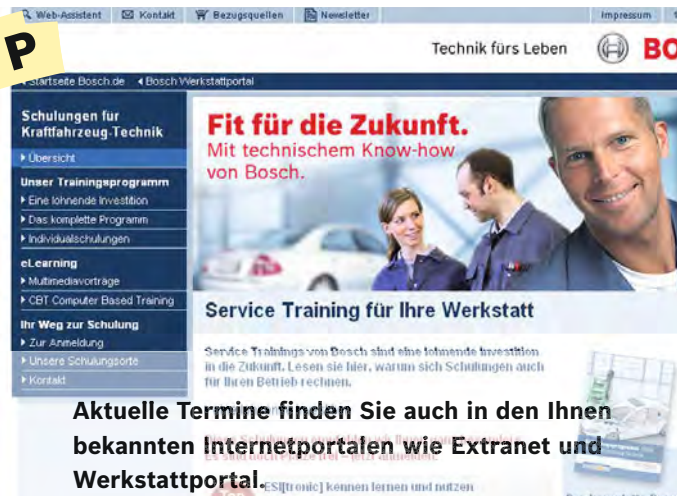 Web-Assistent Kontakt Bezugsquellen Newsletter Impressum
P
Technik fürs Leben BO
Startseite Bosch.de Bosch Werkstattportal
Schulungen für
Kraftfahrzeug-Technik
Übersicht
Unser Trainingsprogramm
Eine lohnende Investition
Das komplette Programm
Individualschulungen
eLearning
Multimediavorträge
CBT Computer Based Training
Ihr Weg zur Schulung
Zur Anmeldung
Unsere Schulungsorte
Kontakt
Fit für die Zukunft.
Mit technischem Know-how
von Bosch.
Service Training für Ihre Werkstatt
Service Trainings von Bosch sind eine lohnende Investition
in die Zukunft. Lesen sie hier, warum sich Schulungen auch
für Ihren Betrieb rechnen.
Aktuelle Termine finden Sie auch in den Ihnen
bekannten Internetportalen wie Extranet und
Werkstattportal.
ESI[tronic] kennen lernen und nutzen